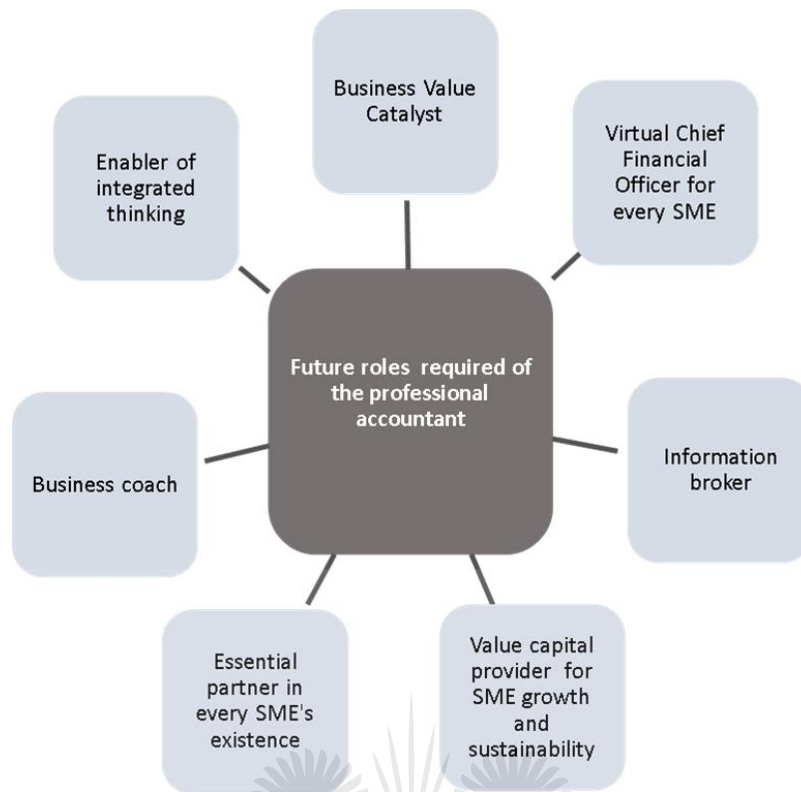 Business Value
Catalyst
Virtual Chief
Financial
Officer for
every SME
Information
broker
Value capital
provider for
SME growth
and
sustainability
Essential
partner in
every SME's
existence
Business coach
Enabler of
integrated
thinking
Future roles required of
the professional
accountant